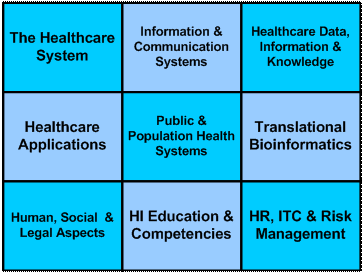 The Healthcare
System
Information &
Communication
Systems
Healthcare Data,
Information &
Knowledge
Healthcare
Applications
Public &
Population Health
Systems
Translational
Bioinformatics
Human, Social &
Legal Aspects
HI Education &
Competencies
HR, ITC & Risk
Management